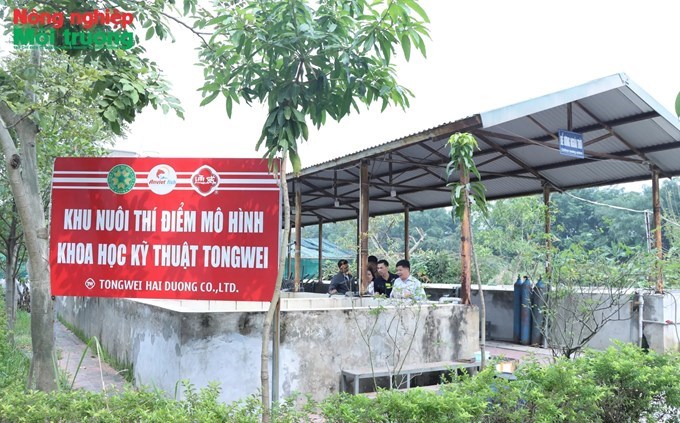 Nông nghiệp
Môi trường
KHU NUÔI THÍ ĐIỂM MÔ HÌNH
KHOA HỌC KỸ THUẬT TONGWEI
TONGWEI HAI DUONG CO.,LTD.